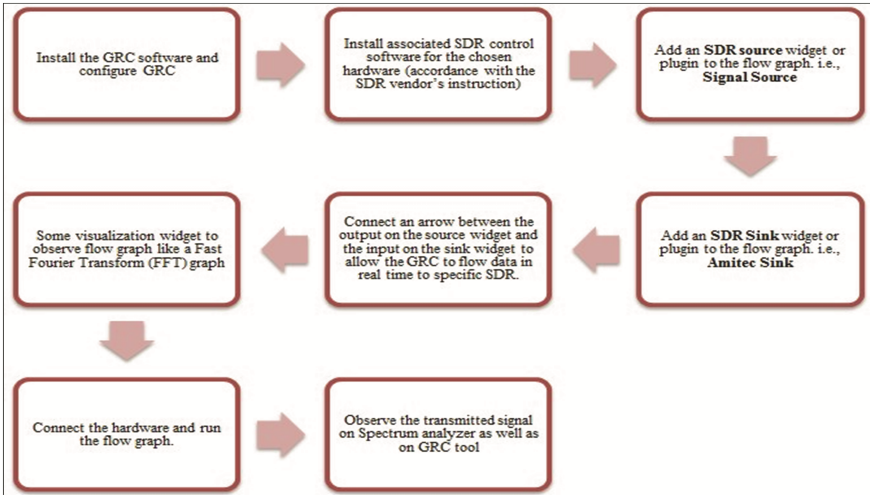 Install the GRC software and
configure GRC
Install associated SDR control
software for the chosen
hardware (accordance with the
SDR vendor's instruction)
Add an SDR source widget or
plugin to the flow graph. i.e.,
Signal Source
Add an SDR Sink widget or
plugin to the flow graph. i.e.,
Amitec Sink
Connect an arrow between the
output on the source widget and
the input on the sink widget to
allow the GRC to flow data in
real time to specific SDR.
Some visualization widget to
observe flow graph like a Fast
Fourier Transform (FFT) graph
Connect the hardware and run
the flow graph.
Observe the transmitted signal
on Spectrum analyzer as well as
on GRC tool